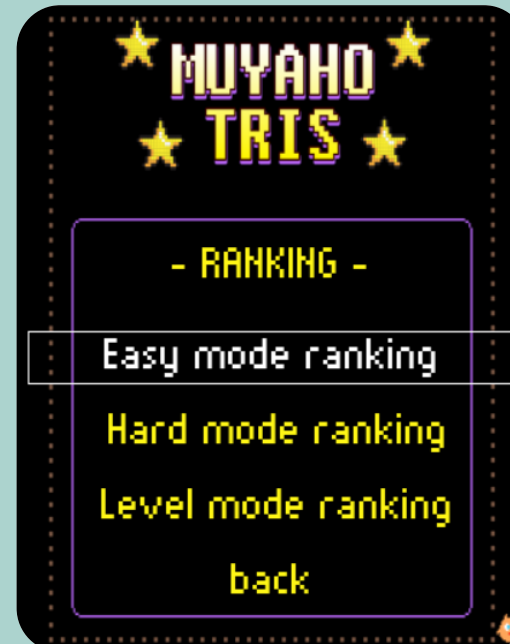 MUYAHO
TRIS
- RANKING -
Easy mode ranking
Hard mode ranking
Level mode ranking
back